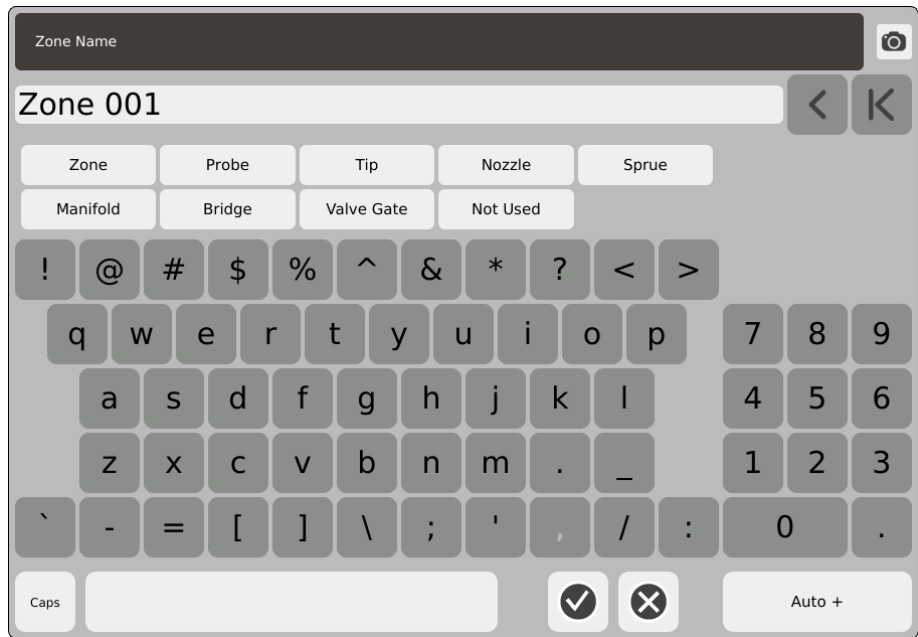 Zone Name
Zone 001
Zone Probe Tip Nozzle Sprue
Manifold Bridge Valve Gate Not Used
! @ # $ % ^ & * ? < >
q w e r t y u i o p 7 8 9
a s d f g h j k l 4 5 6
z x c v b n m . _ 1 2 3
` - = [ ] \ ; ' , / : 0 .
Caps Auto +